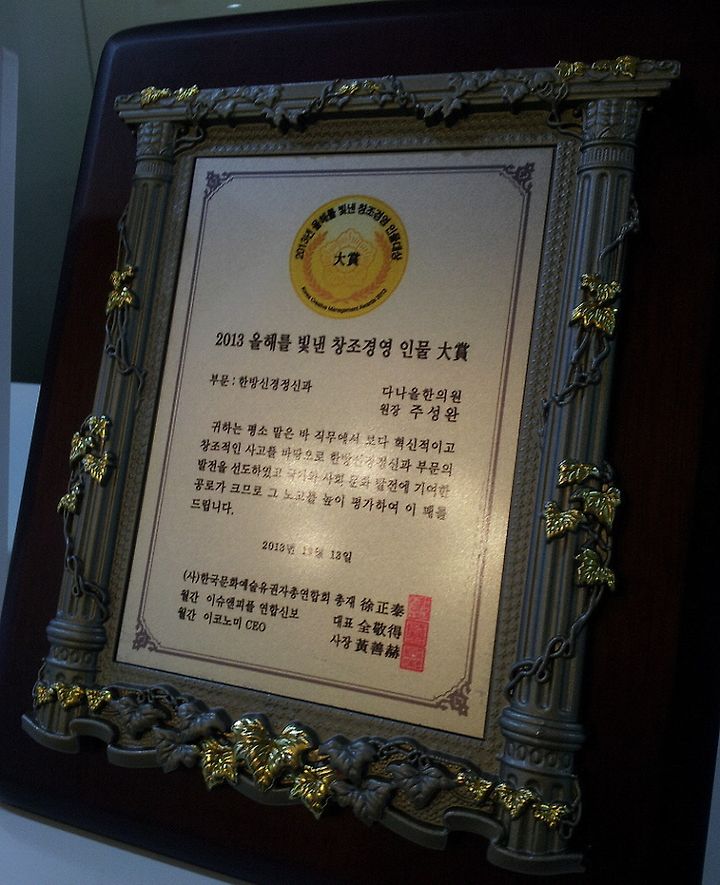 2013년 올해를 빛낸 창조경영 인물대상
大賞
Korea Creative Management Awards 2013
2013 올해를 빛낸 창조경영 인물 大賞
부문 : 한방신경정신과
다나을한의원
원장 주성완
귀하는 평소 맡은 바 직무에서 보다 혁신적이고
창조적인 사고를 바탕으로 한방신경정신과 부문의
발전을 선도하였고 국가와 사회 문화 발전에 기여한
공로가 크므로 그 노고를 높이 평가하여 이 패를
드립니다.
2013년 월 13일
(사)한국문화예술유권자총연합회 총재 徐正泰
월간 이슈앤피플 연합신보 대표 全敬得
월간 이코노미 CEO 사장 黃善赫